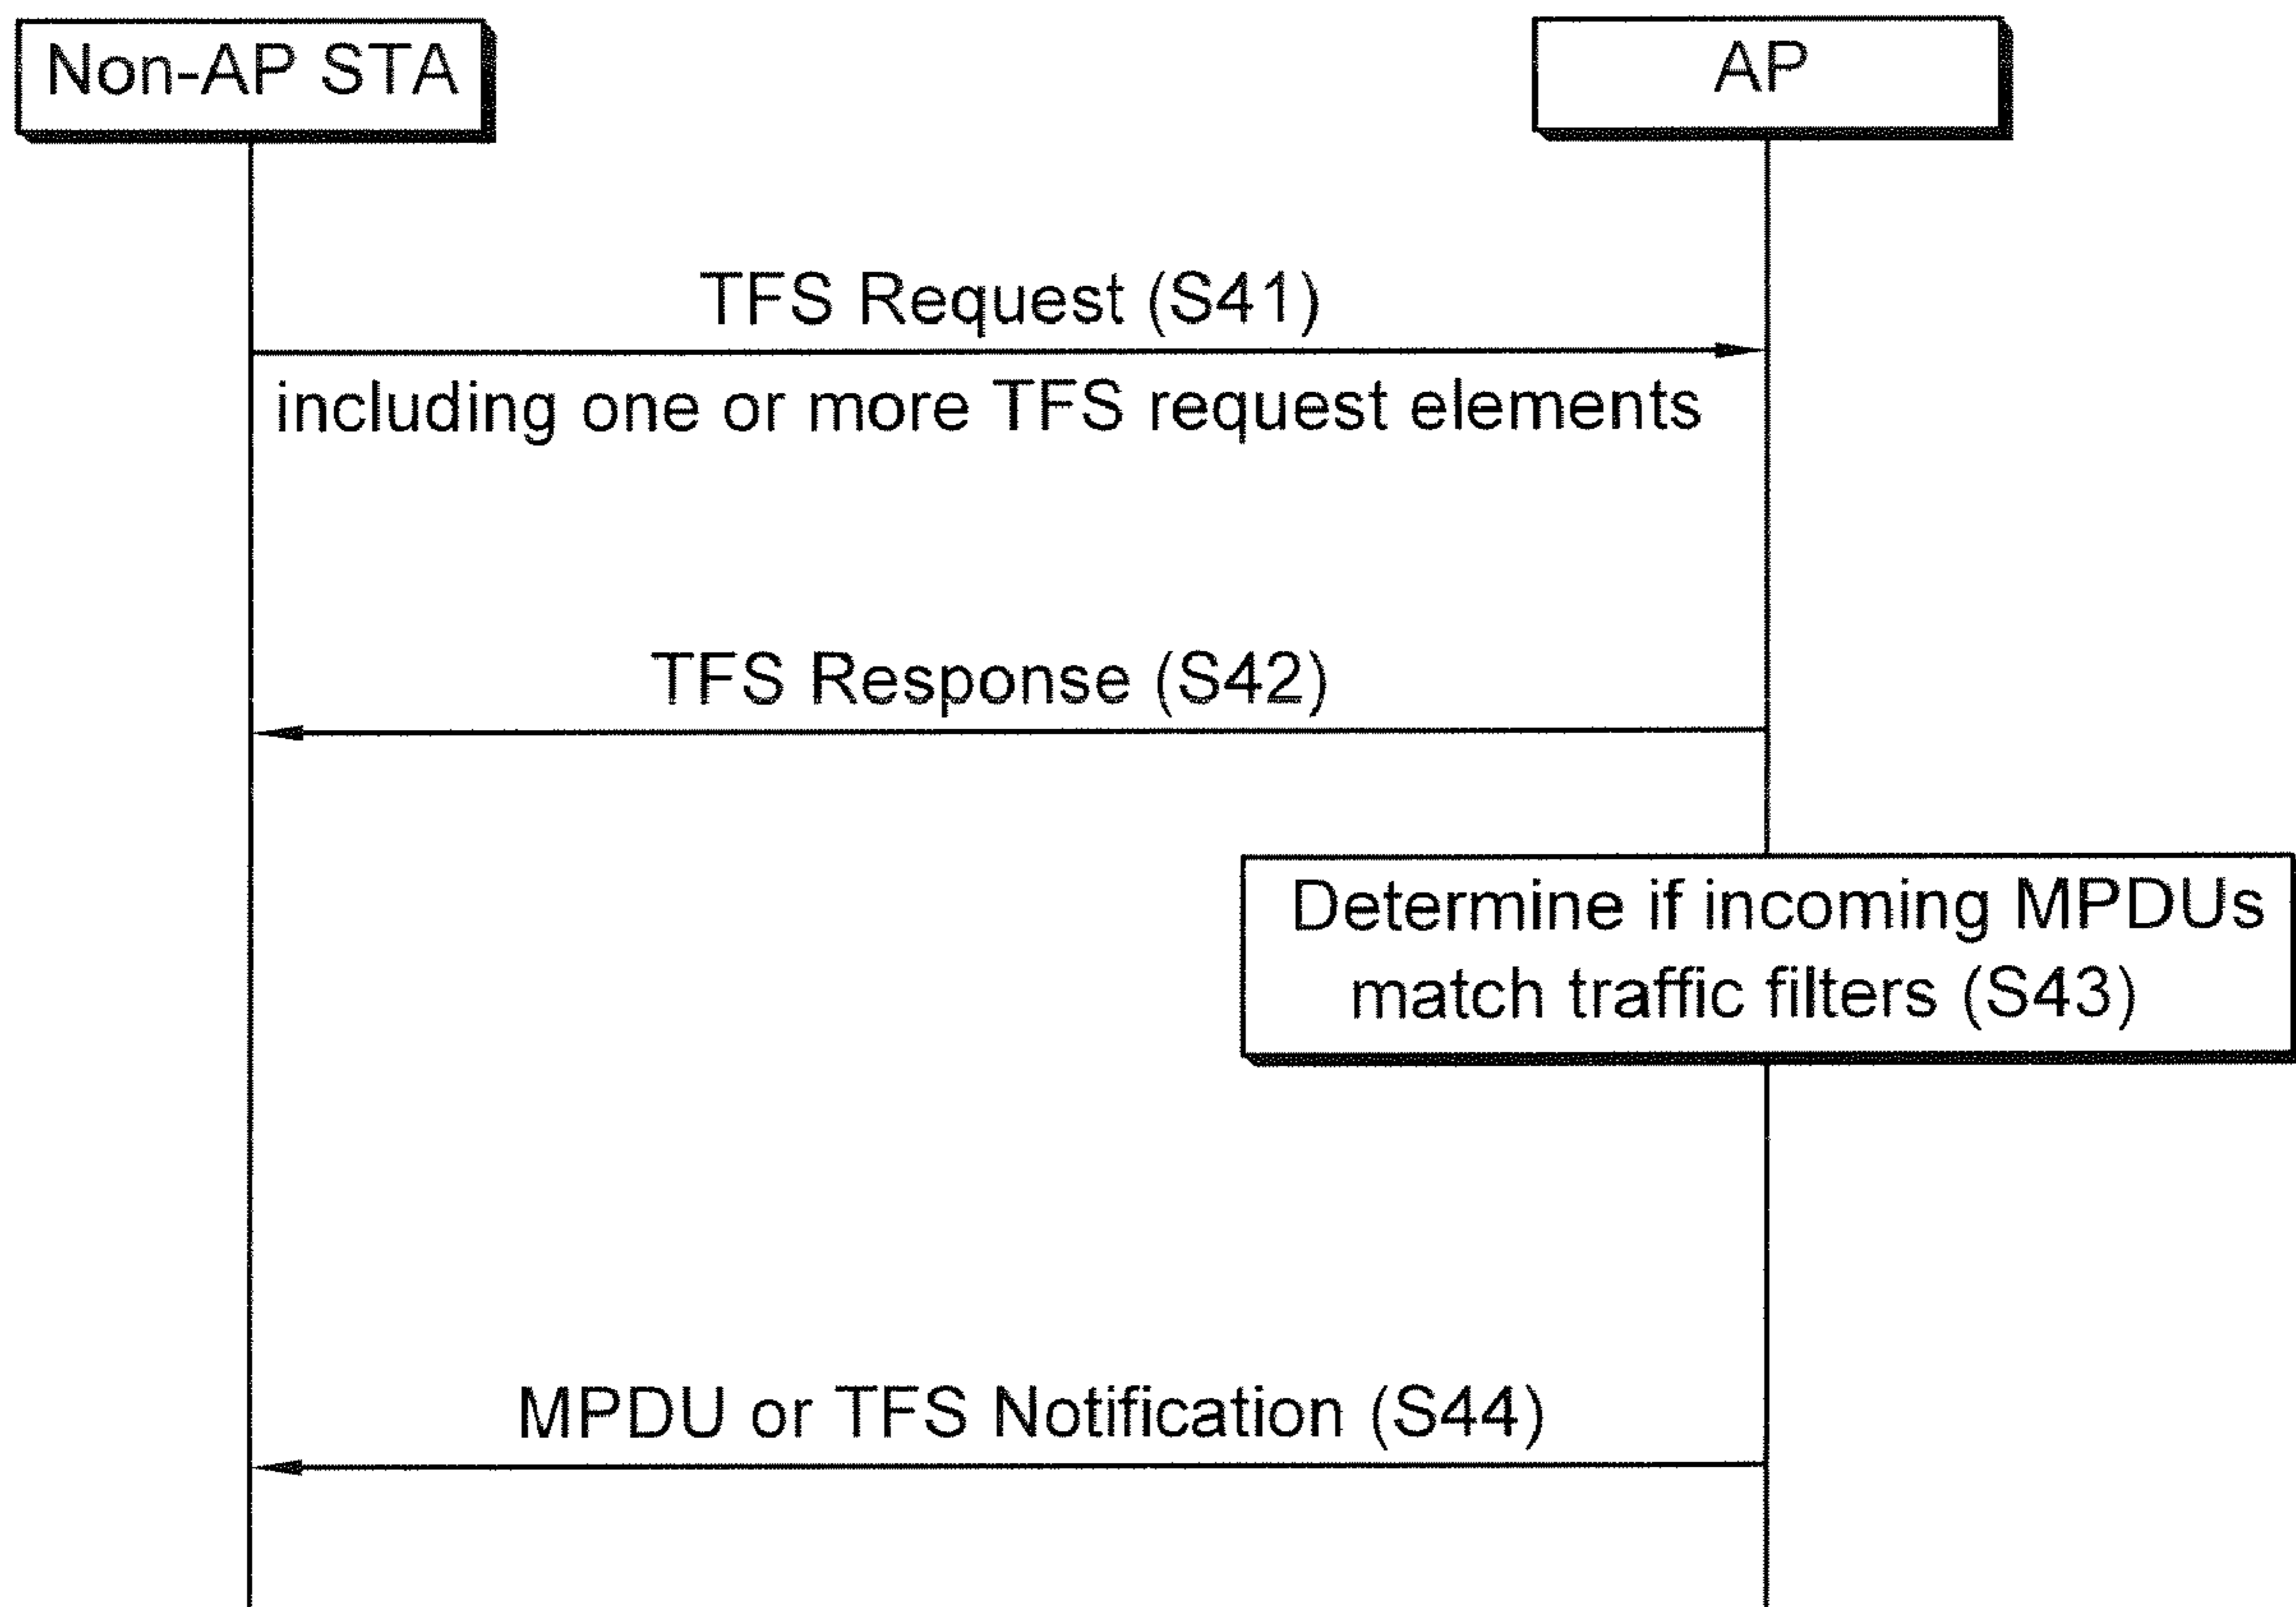 Non-AP STA
AP
TFS Request (S41)
including one or more TFS request elements
TFS Response (S42)
Determine if incoming MPDUs
match traffic filters (S43)
MPDU or TFS Notification (S44)